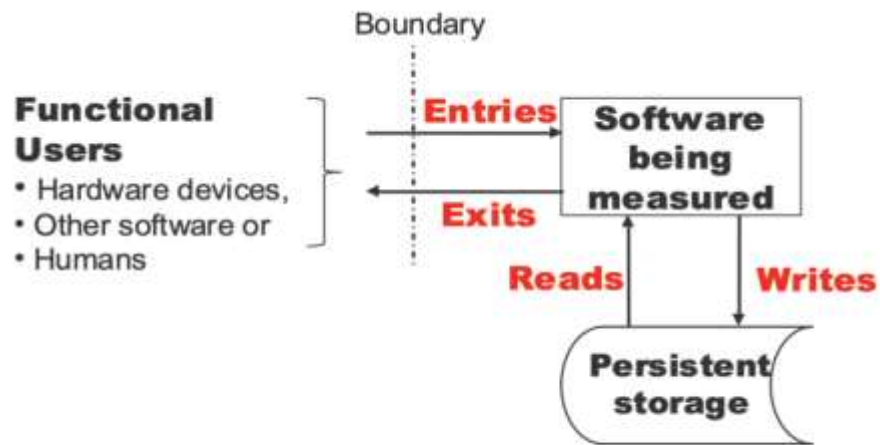 Boundary
Functional
Users
• Hardware devices,
• Other software or
• Humans
Entries
Exits
Software
being
measured
Reads
Writes
Persistent
storage